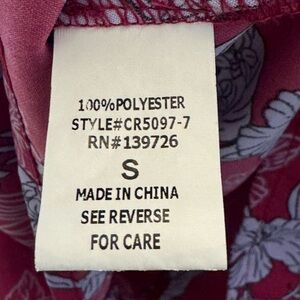 100%POLYESTER
STYLE#CR5097-7
RN#139726
S
MADE IN CHINA
SEE REVERSE
FOR CARE